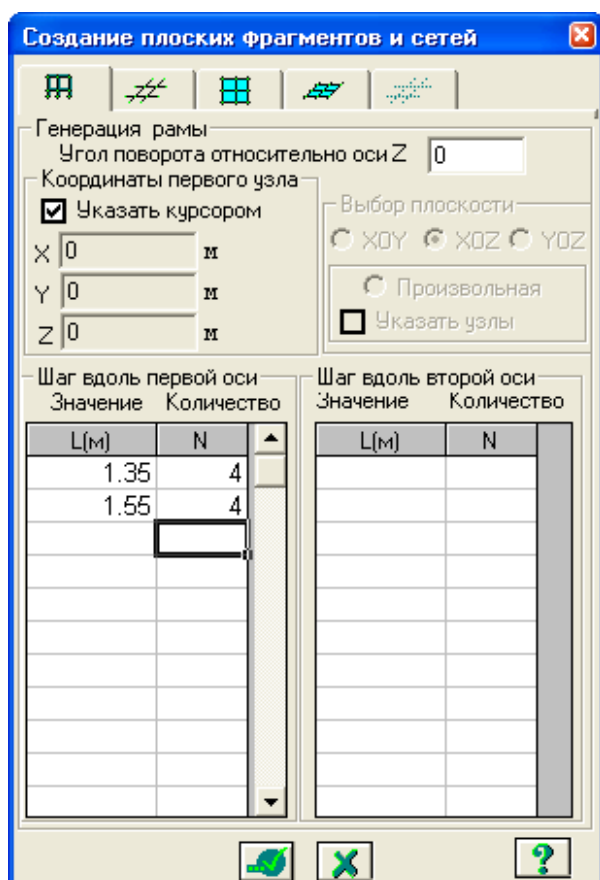 Создание плоских фрагментов и сетей
Генерация рамы
Угол поворота относительно оси Z 0
Координаты первого узла
Указать курсором
X 0 м
Y 0 м
Z 0 м
Выбор плоскости
XOY XOZ YOZ
Произвольная
Указать узлы
Шаг вдоль первой оси
Значение Количество
L(м) N
1.35 4
1.55 4
Шаг вдоль второй оси
Значение Количество
L(м) N
?